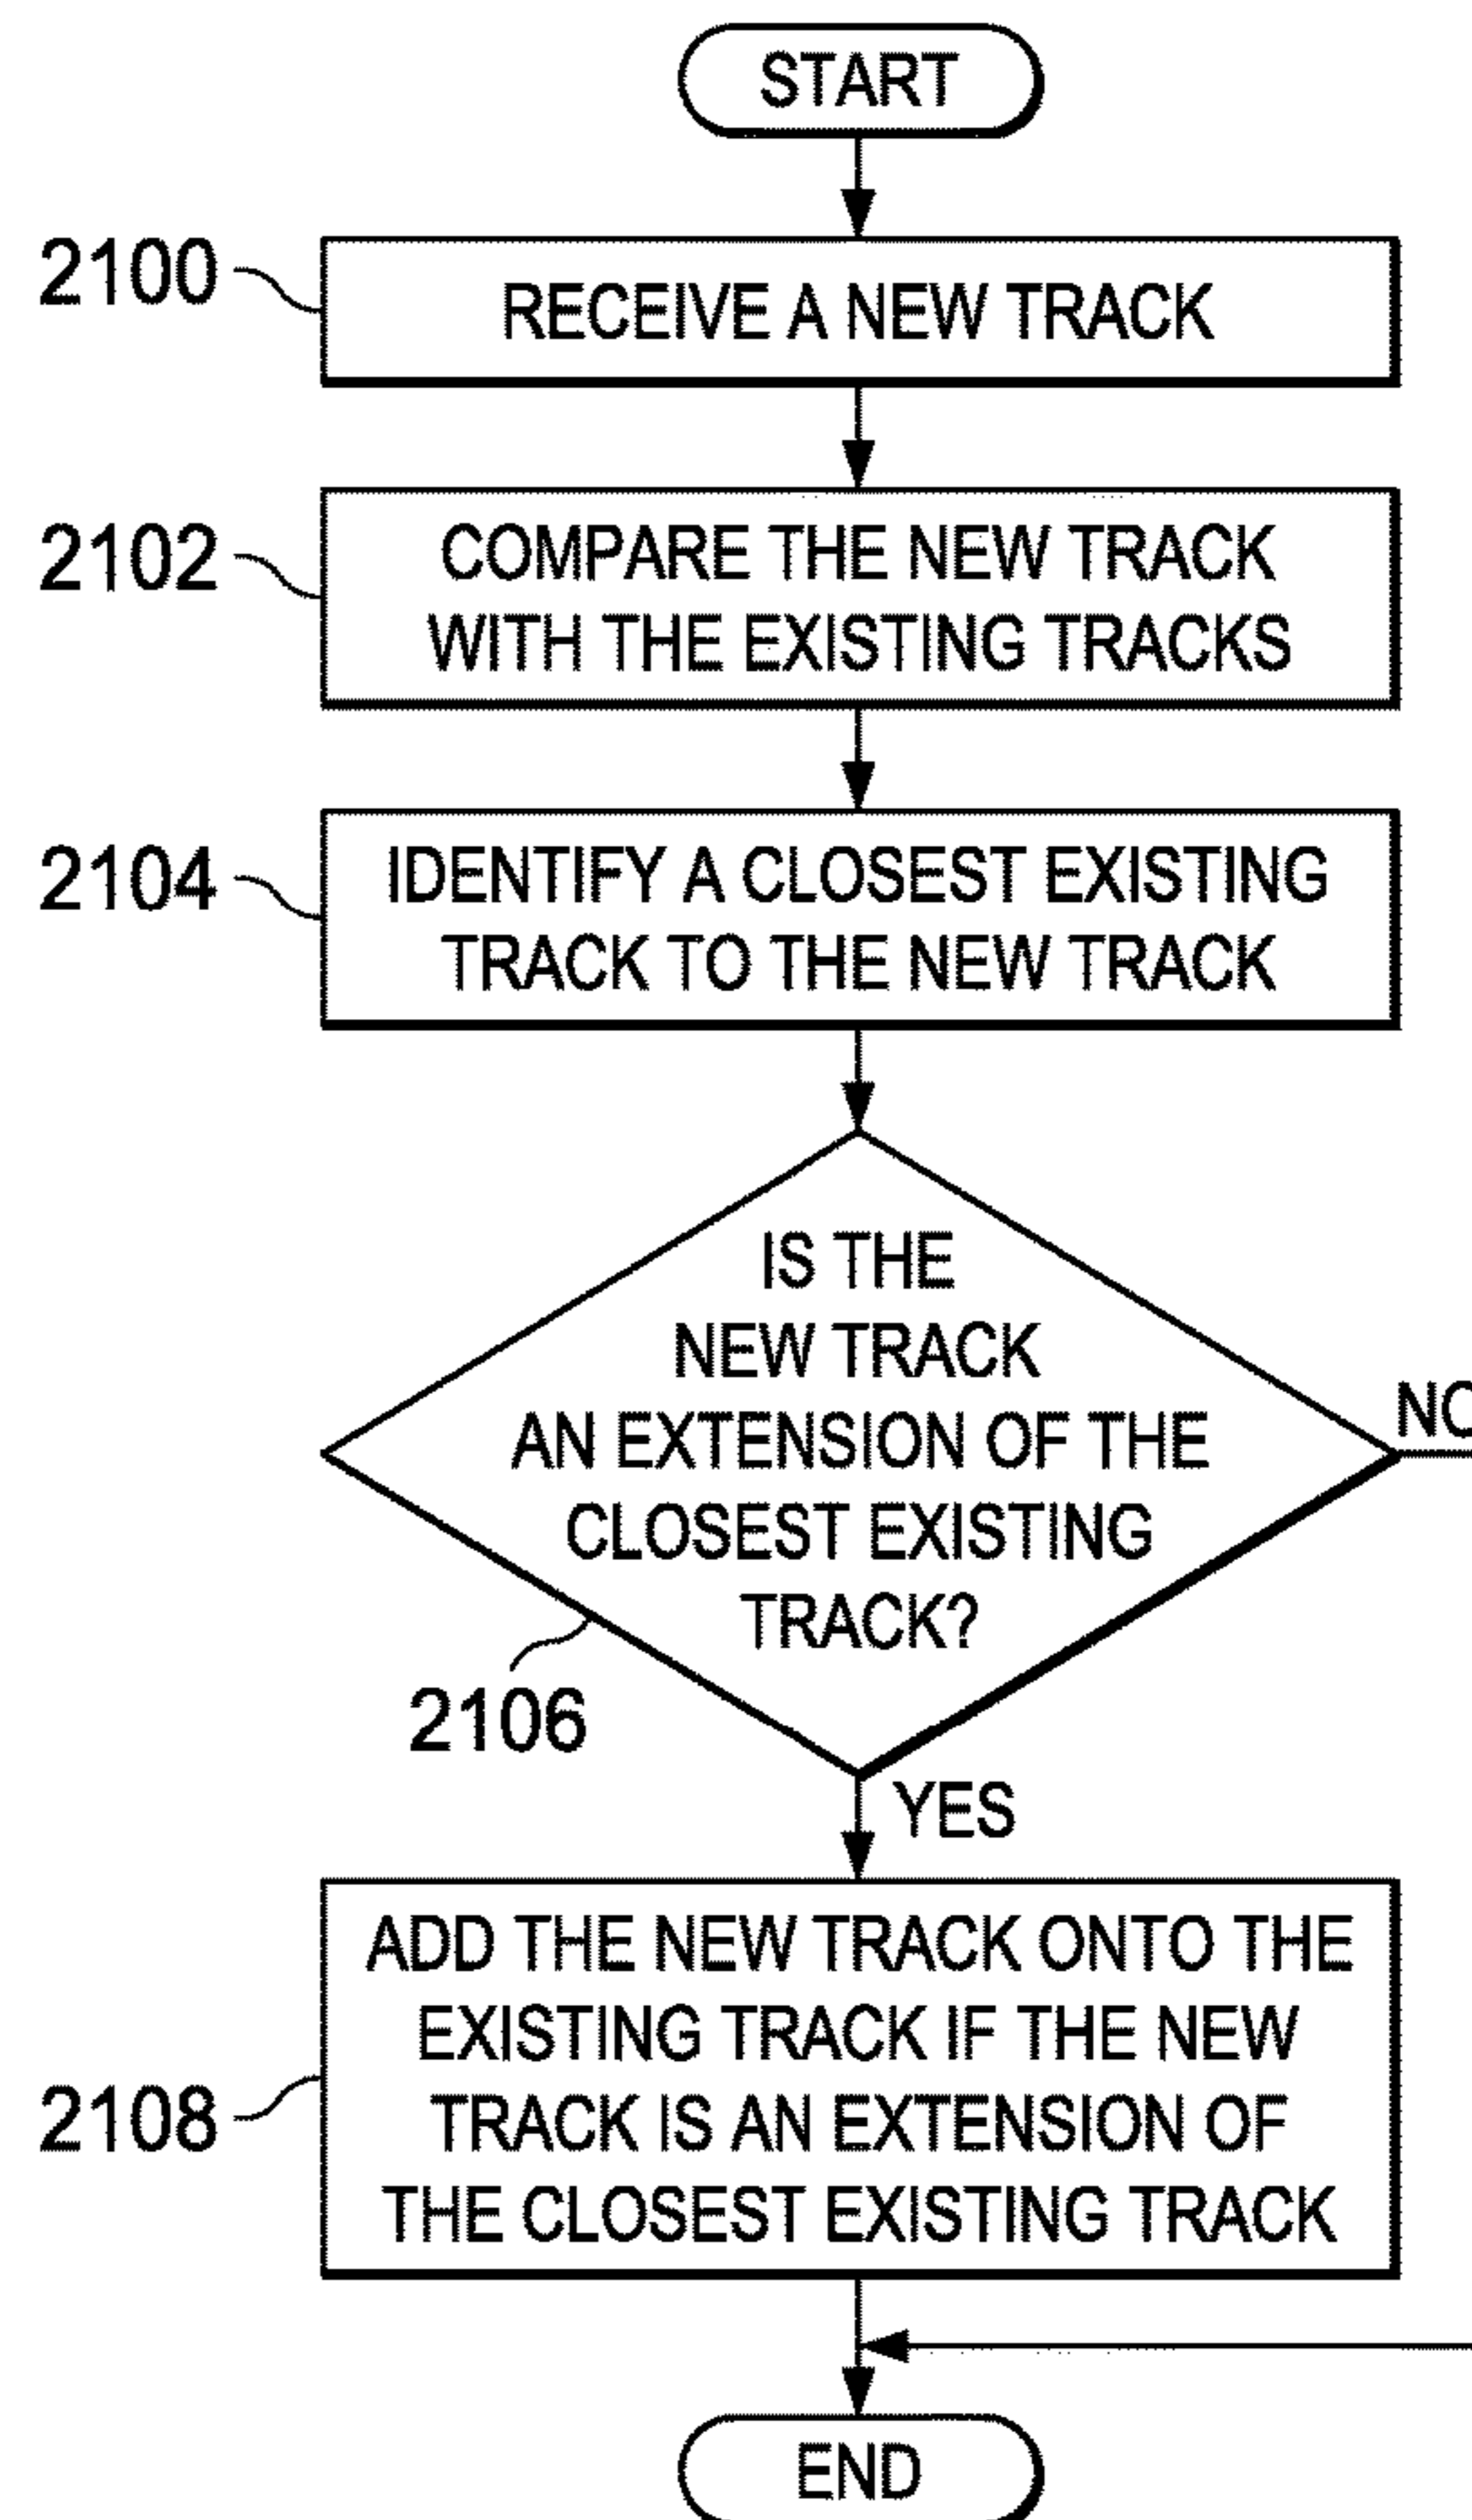 START
2100
RECEIVE A NEW TRACK
2102
COMPARE THE NEW TRACK
WITH THE EXISTING TRACKS
2104
IDENTIFY A CLOSEST EXISTING
TRACK TO THE NEW TRACK
IS THE
NEW TRACK
AN EXTENSION OF THE
CLOSEST EXISTING
TRACK?
NO
2106
YES
2108
ADD THE NEW TRACK ONTO THE
EXISTING TRACK IF THE NEW
TRACK IS AN EXTENSION OF
THE CLOSEST EXISTING TRACK
END